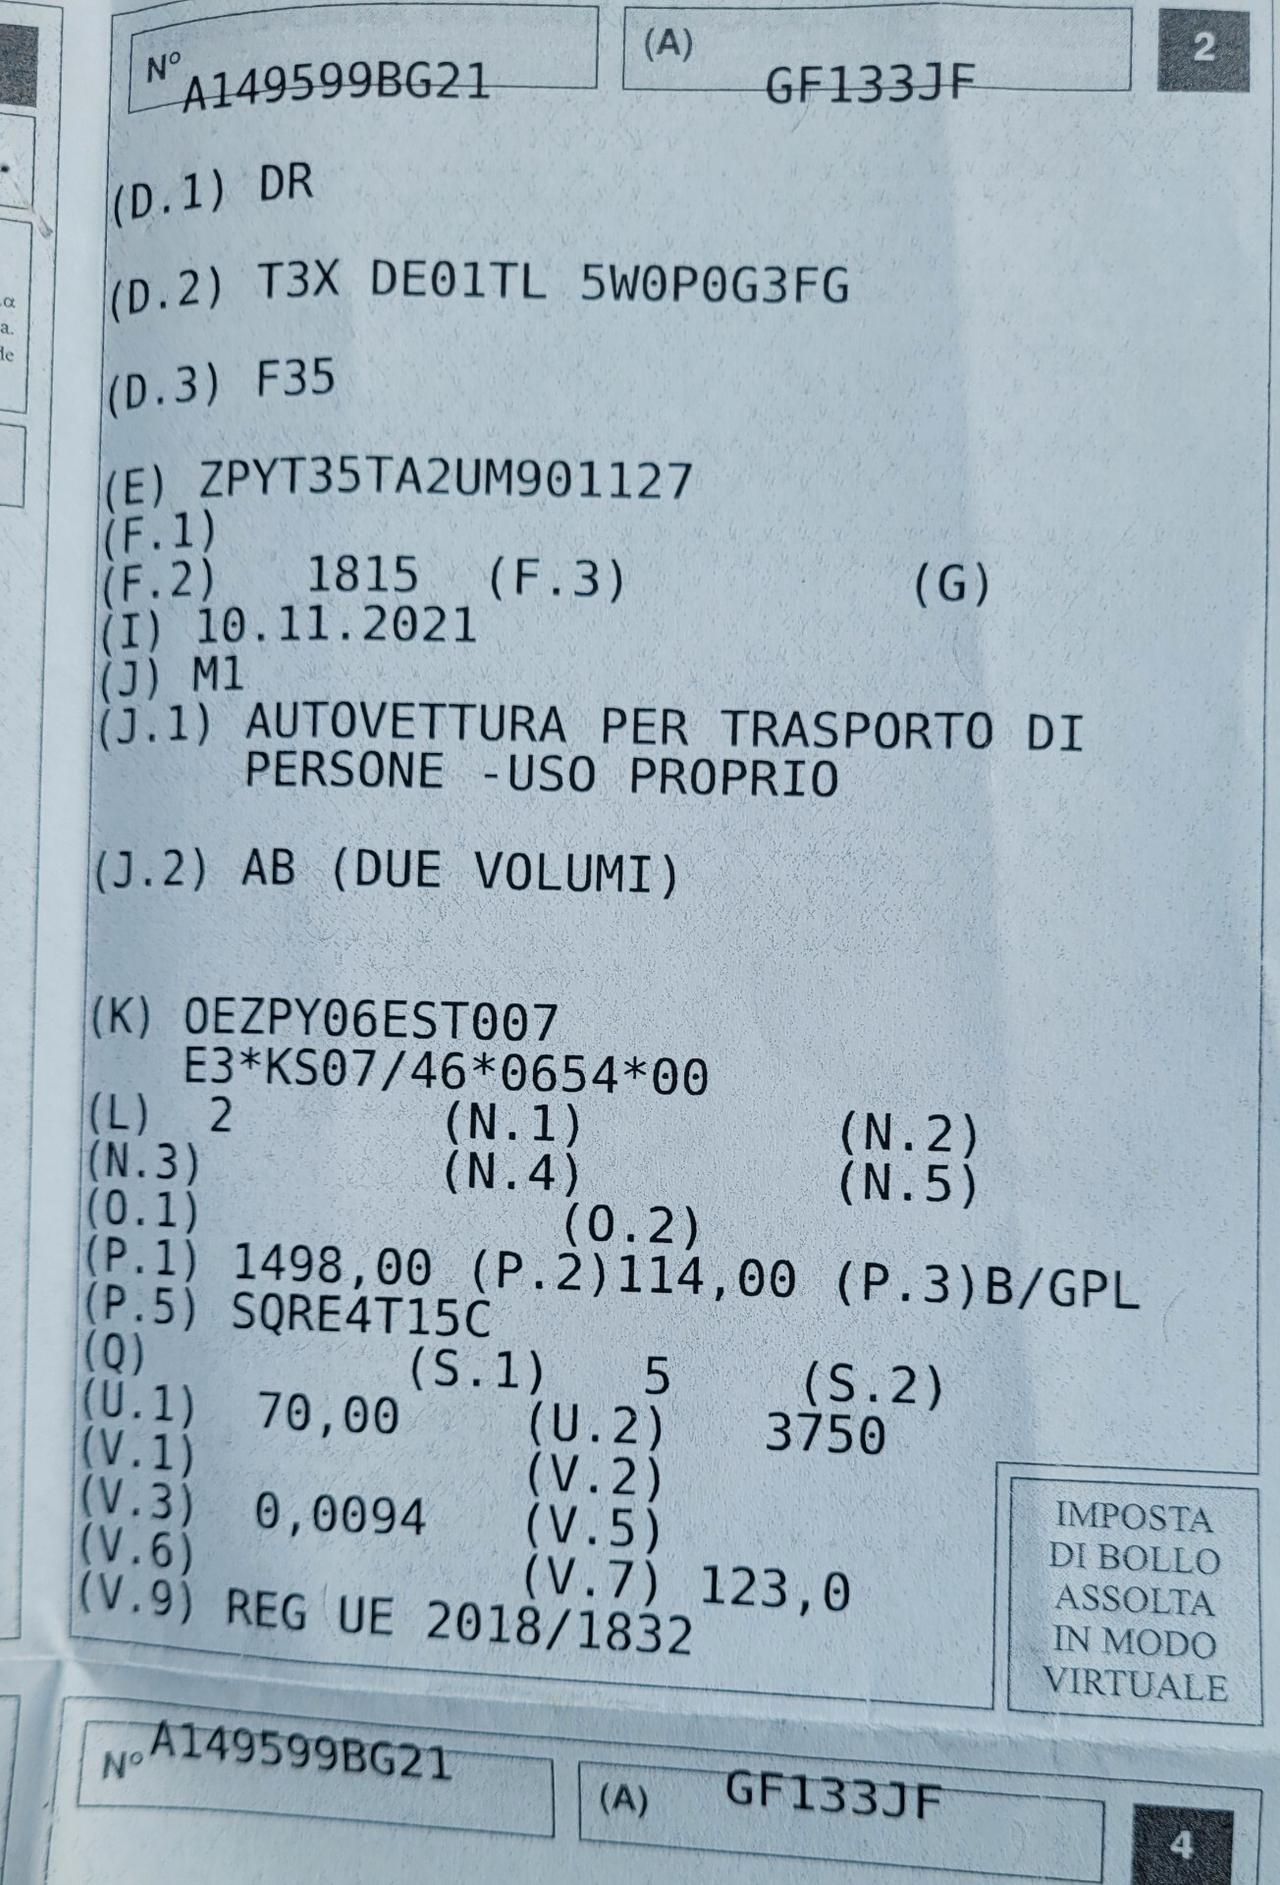 N° A149599BG21 (A) GF133JF 2
(D.1) DR
(D.2) T3X DE01TL 5W0P0G3FG
(D.3) F35
(E) ZPYT35TA2UM901127
(F.1)
(F.2) 1815 (F.3) (G)
(I) 10.11.2021
(J) M1
(J.1) AUTOVETTURA PER TRASPORTO DI
PERSONE -USO PROPRIO
(J.2) AB (DUE VOLUMI)
(K) OEZPY06EST007
E3*KS07/46*0654*00
(L) 2 (N.1) (N.2)
(N.3) (N.4) (N.5)
(O.1) (O.2)
(P.1) 1498,00 (P.2)114,00 (P.3)B/GPL
(P.5) SQRE4T15C
(Q) (S.1) 5 (S.2)
(U.1) 70,00 (U.2) 3750
(V.1) (V.2)
(V.3) 0,0094 (V.5)
(V.6) (V.7) 123,0
(V.9) REG UE 2018/1832
IMPOSTA
DI BOLLO
ASSOLTA
IN MODO
VIRTUALE
N° A149599BG21 (A) GF133JF 4